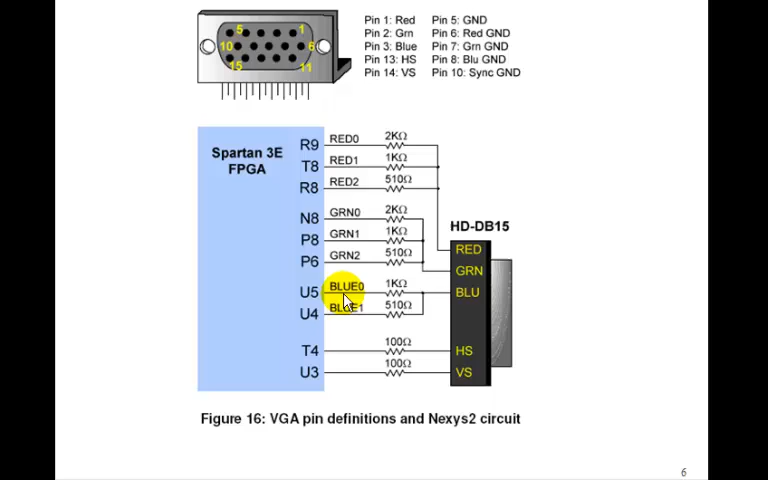 5 1
10 6
15 11
Pin 1: Red Pin 5: GND
Pin 2: Grn Pin 6: Red GND
Pin 3: Blue Pin 7: Grn GND
Pin 13: HS Pin 8: Blu GND
Pin 14: VS Pin 10: Sync GND
Spartan 3E
FPGA
R9 RED0 2KΩ
T8 RED1 1KΩ
R8 RED2 510Ω
N8 GRN0 2KΩ
P8 GRN1 1KΩ
P6 GRN2 510Ω
U5 BLUE0 1KΩ
U4 BLUE1 510Ω
T4 100Ω
U3 100Ω
HD-DB15
RED
GRN
BLU
HS
VS
Figure 16: VGA pin definitions and Nexys2 circuit
6